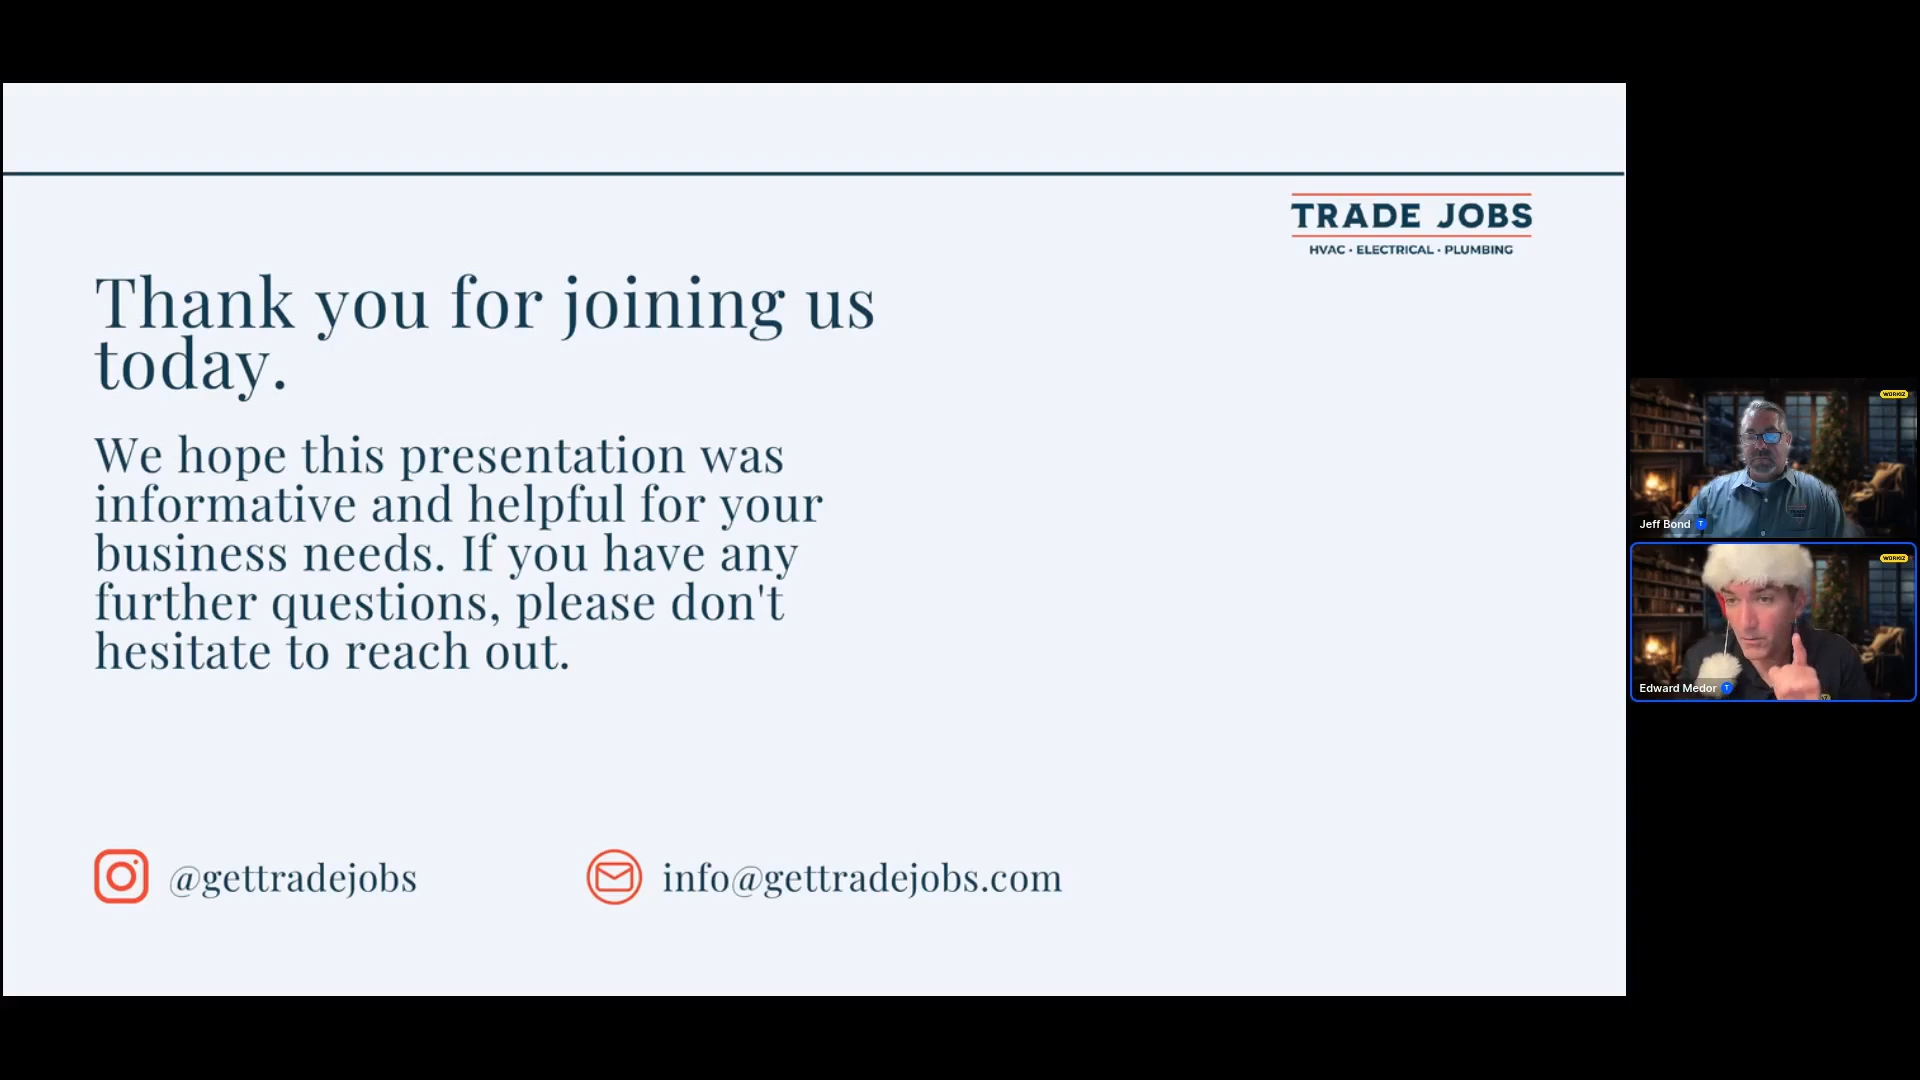 TRADE JOBS
HVAC · ELECTRICAL · PLUMBING
Thank you for joining us
today.
We hope this presentation was
informative and helpful for your
business needs. If you have any
further questions, please don't
hesitate to reach out.
@gettradejobs
info@gettradejobs.com
WORKIZ
Jeff Bond T
WORKIZ
Edward Medor T